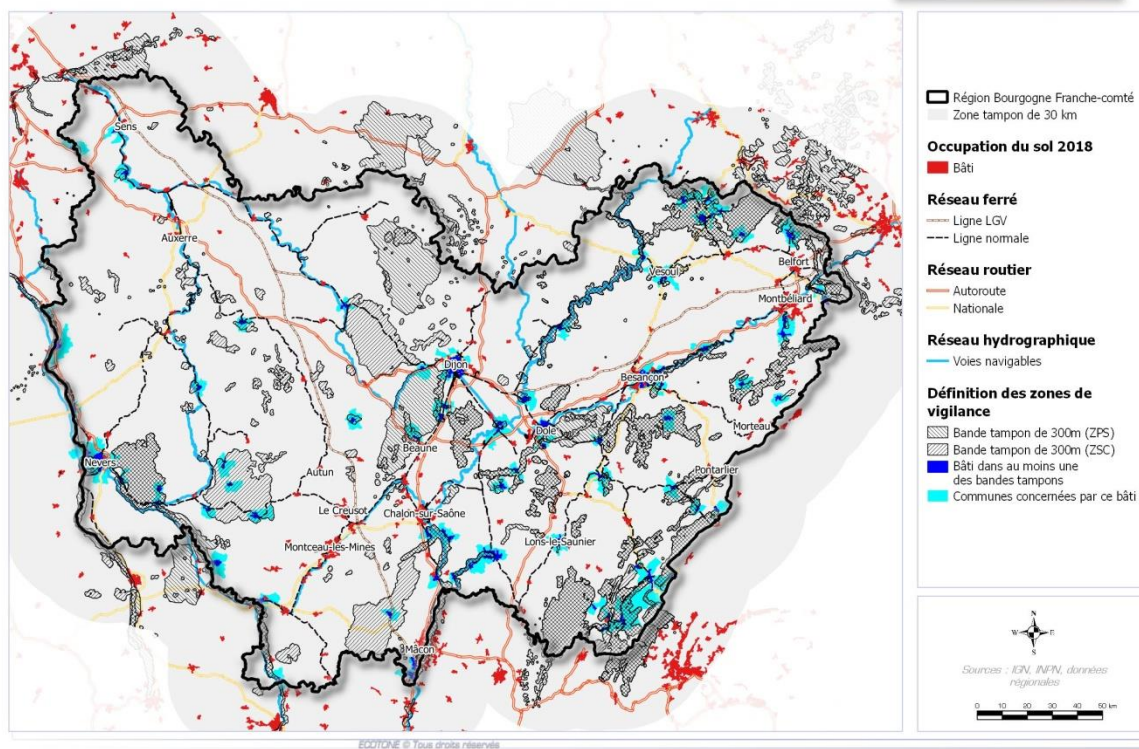 Sens
Auxerre
Vesoul
Belfort
Montbéliard
Dijon
Besançon
Dole
Beaune
Morteau
Nevers
Autun
Pontarlier
Le Creusot
Chalon-sur-Saône
Montceau-les-Mines
Lons-le-Saunier
Mâcon
Région Bourgogne Franche-comté
Zone tampon de 30 km
Occupation du sol 2018
Bâti
Réseau ferré
Ligne LGV
Ligne normale
Réseau routier
Autoroute
Nationale
Réseau hydrographique
Voies navigables
Définition des zones de
vigilance
Bande tampon de 300m (ZPS)
Bande tampon de 300m (ZSC)
Bâti dans au moins une
des bandes tampons
Communes concernées par ce bâti
N
W E
S
Sources : IGN, INPN, données
régionales
0 10 20 30 40 50 km
ECOTONE © Tous droits réservés